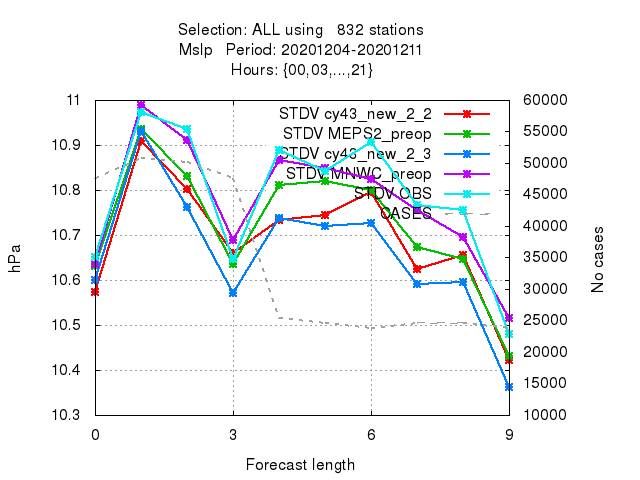 Selection: ALL using   832 stations
Mslp   Period: 20201204-20201211
Hours: {00,03,...,21}
11
10.9
10.8
10.7
10.6
10.5
10.4
10.3
hPa
60000
55000
50000
45000
40000
35000
30000
25000
20000
15000
10000
No cases
STDV cy43_new_2_2
STDV MEPS2_preop
STDV cy43_new_2_3
STDV MNWC_preop
STDV OBS
CASES
0 3 6 9
Forecast length